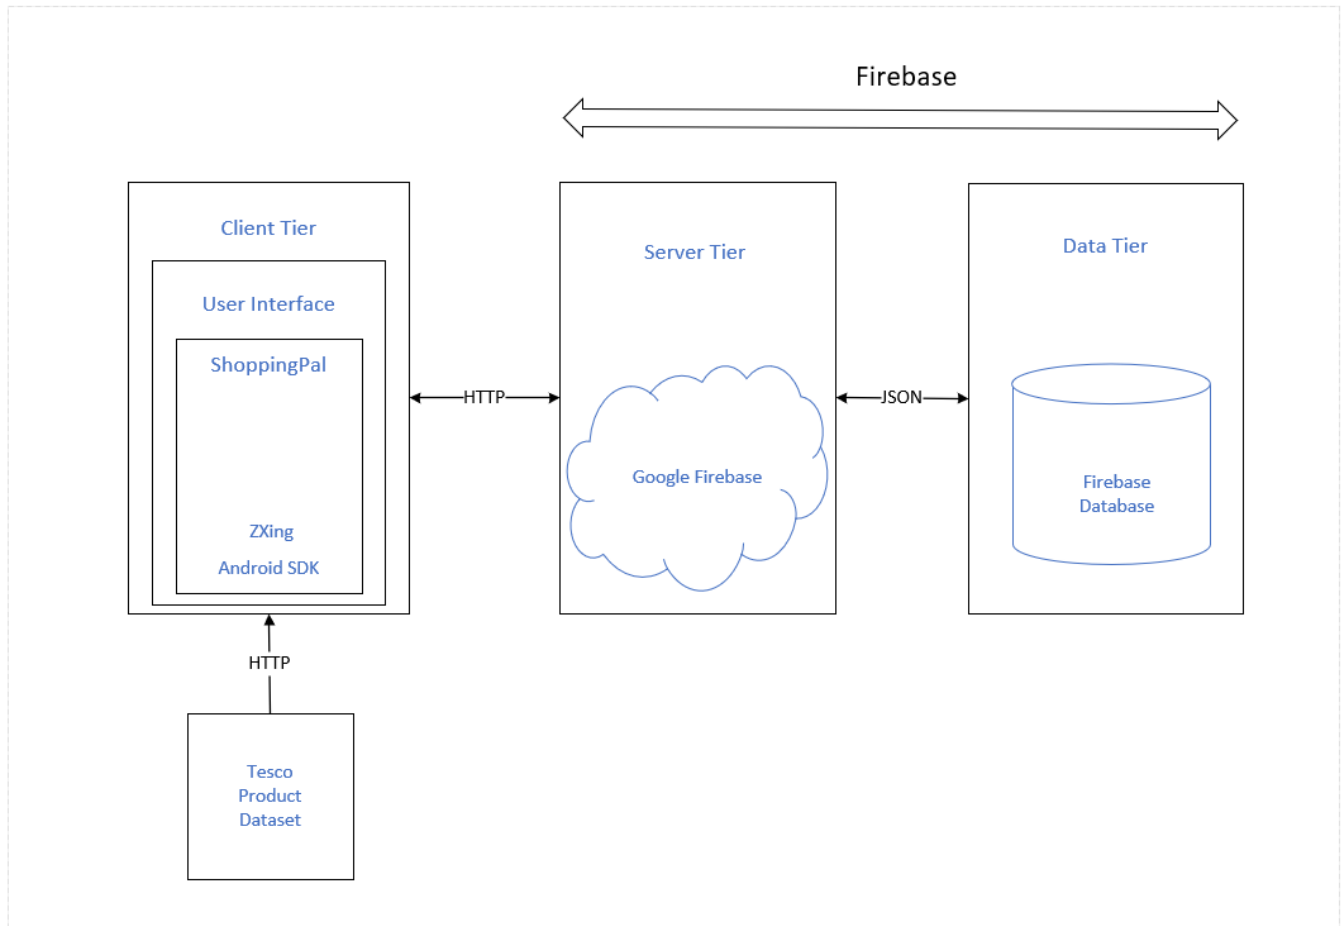 Firebase
Client Tier
User Interface
ShoppingPal
ZXing
Android SDK
HTTP
Server Tier
Google Firebase
JSON
Data Tier
Firebase
Database
HTTP
Tesco
Product
Dataset